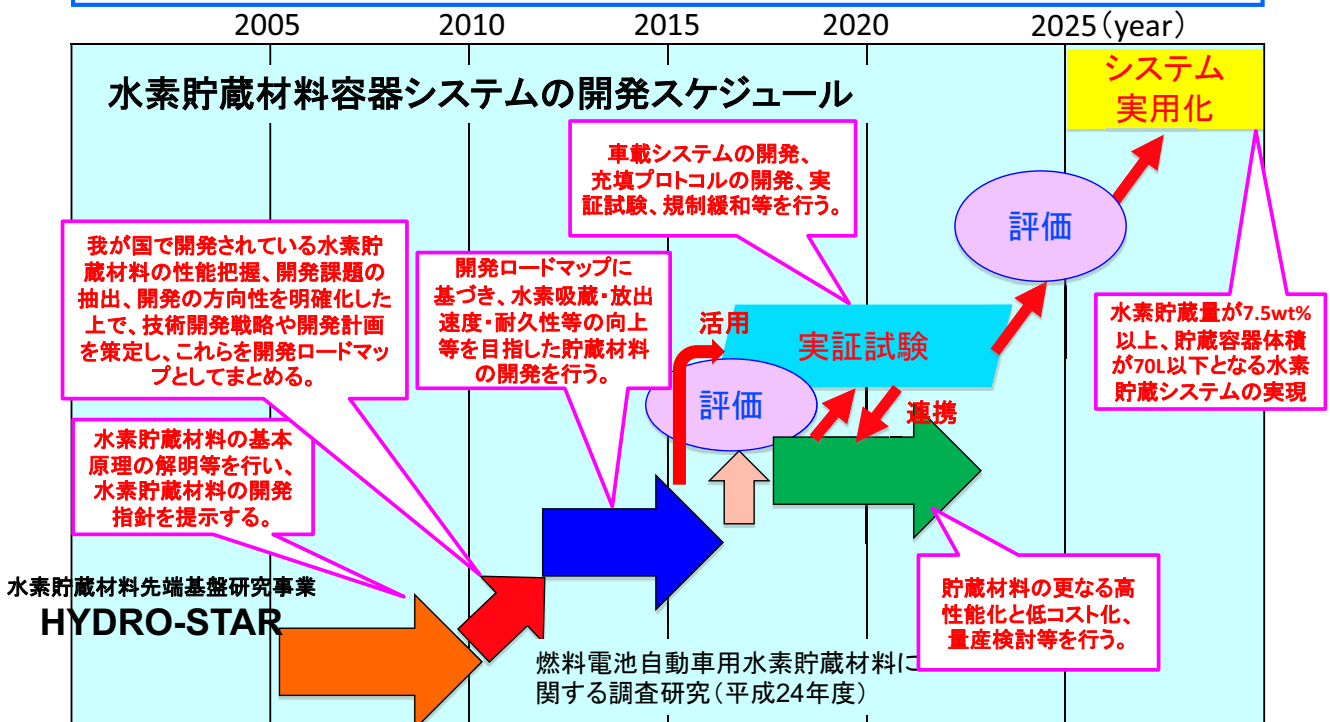 2005
2010
2015
2020
2025(year)
水素貯蔵材料容器システムの開発スケジュール
システム
実用化
車載システムの開発、
充填プロトコルの開発、実
証試験、規制緩和等を行う。
評価
我が国で開発されている水素貯
蔵材料の性能把握、開発課題の
抽出、開発の方向性を明確化した
上で、技術開発戦略や開発計画
を策定し、これらを開発ロードマッ
プとしてまとめる。
開発ロードマップに
基づき、水素吸蔵・放出
速度・耐久性等の向上
等を目指した貯蔵材料
の開発を行う。
活用
実証試験
水素貯蔵量が7.5wt%
以上、貯蔵容器体積
が70L以下となる水素
貯蔵システムの実現
評価
連携
水素貯蔵材料の基本
原理の解明等を行い、
水素貯蔵材料の開発
指針を提示する。
水素貯蔵材料先端基盤研究事業
HYDRO-STAR
貯蔵材料の更なる高
性能化と低コスト化、
量産検討等を行う。
燃料電池自動車用水素貯蔵材料に
関する調査研究(平成24年度)